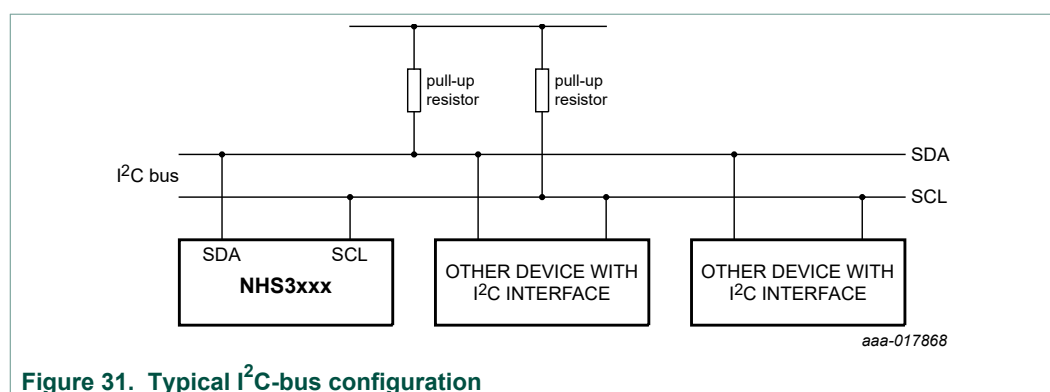 pull-up
resistor
pull-up
resistor
SDA
I²C bus
SCL
SDA
SCL
NHS3xxx
OTHER DEVICE WITH
I²C INTERFACE
OTHER DEVICE WITH
I²C INTERFACE
aaa-017868
Figure 31. Typical I²C-bus configuration